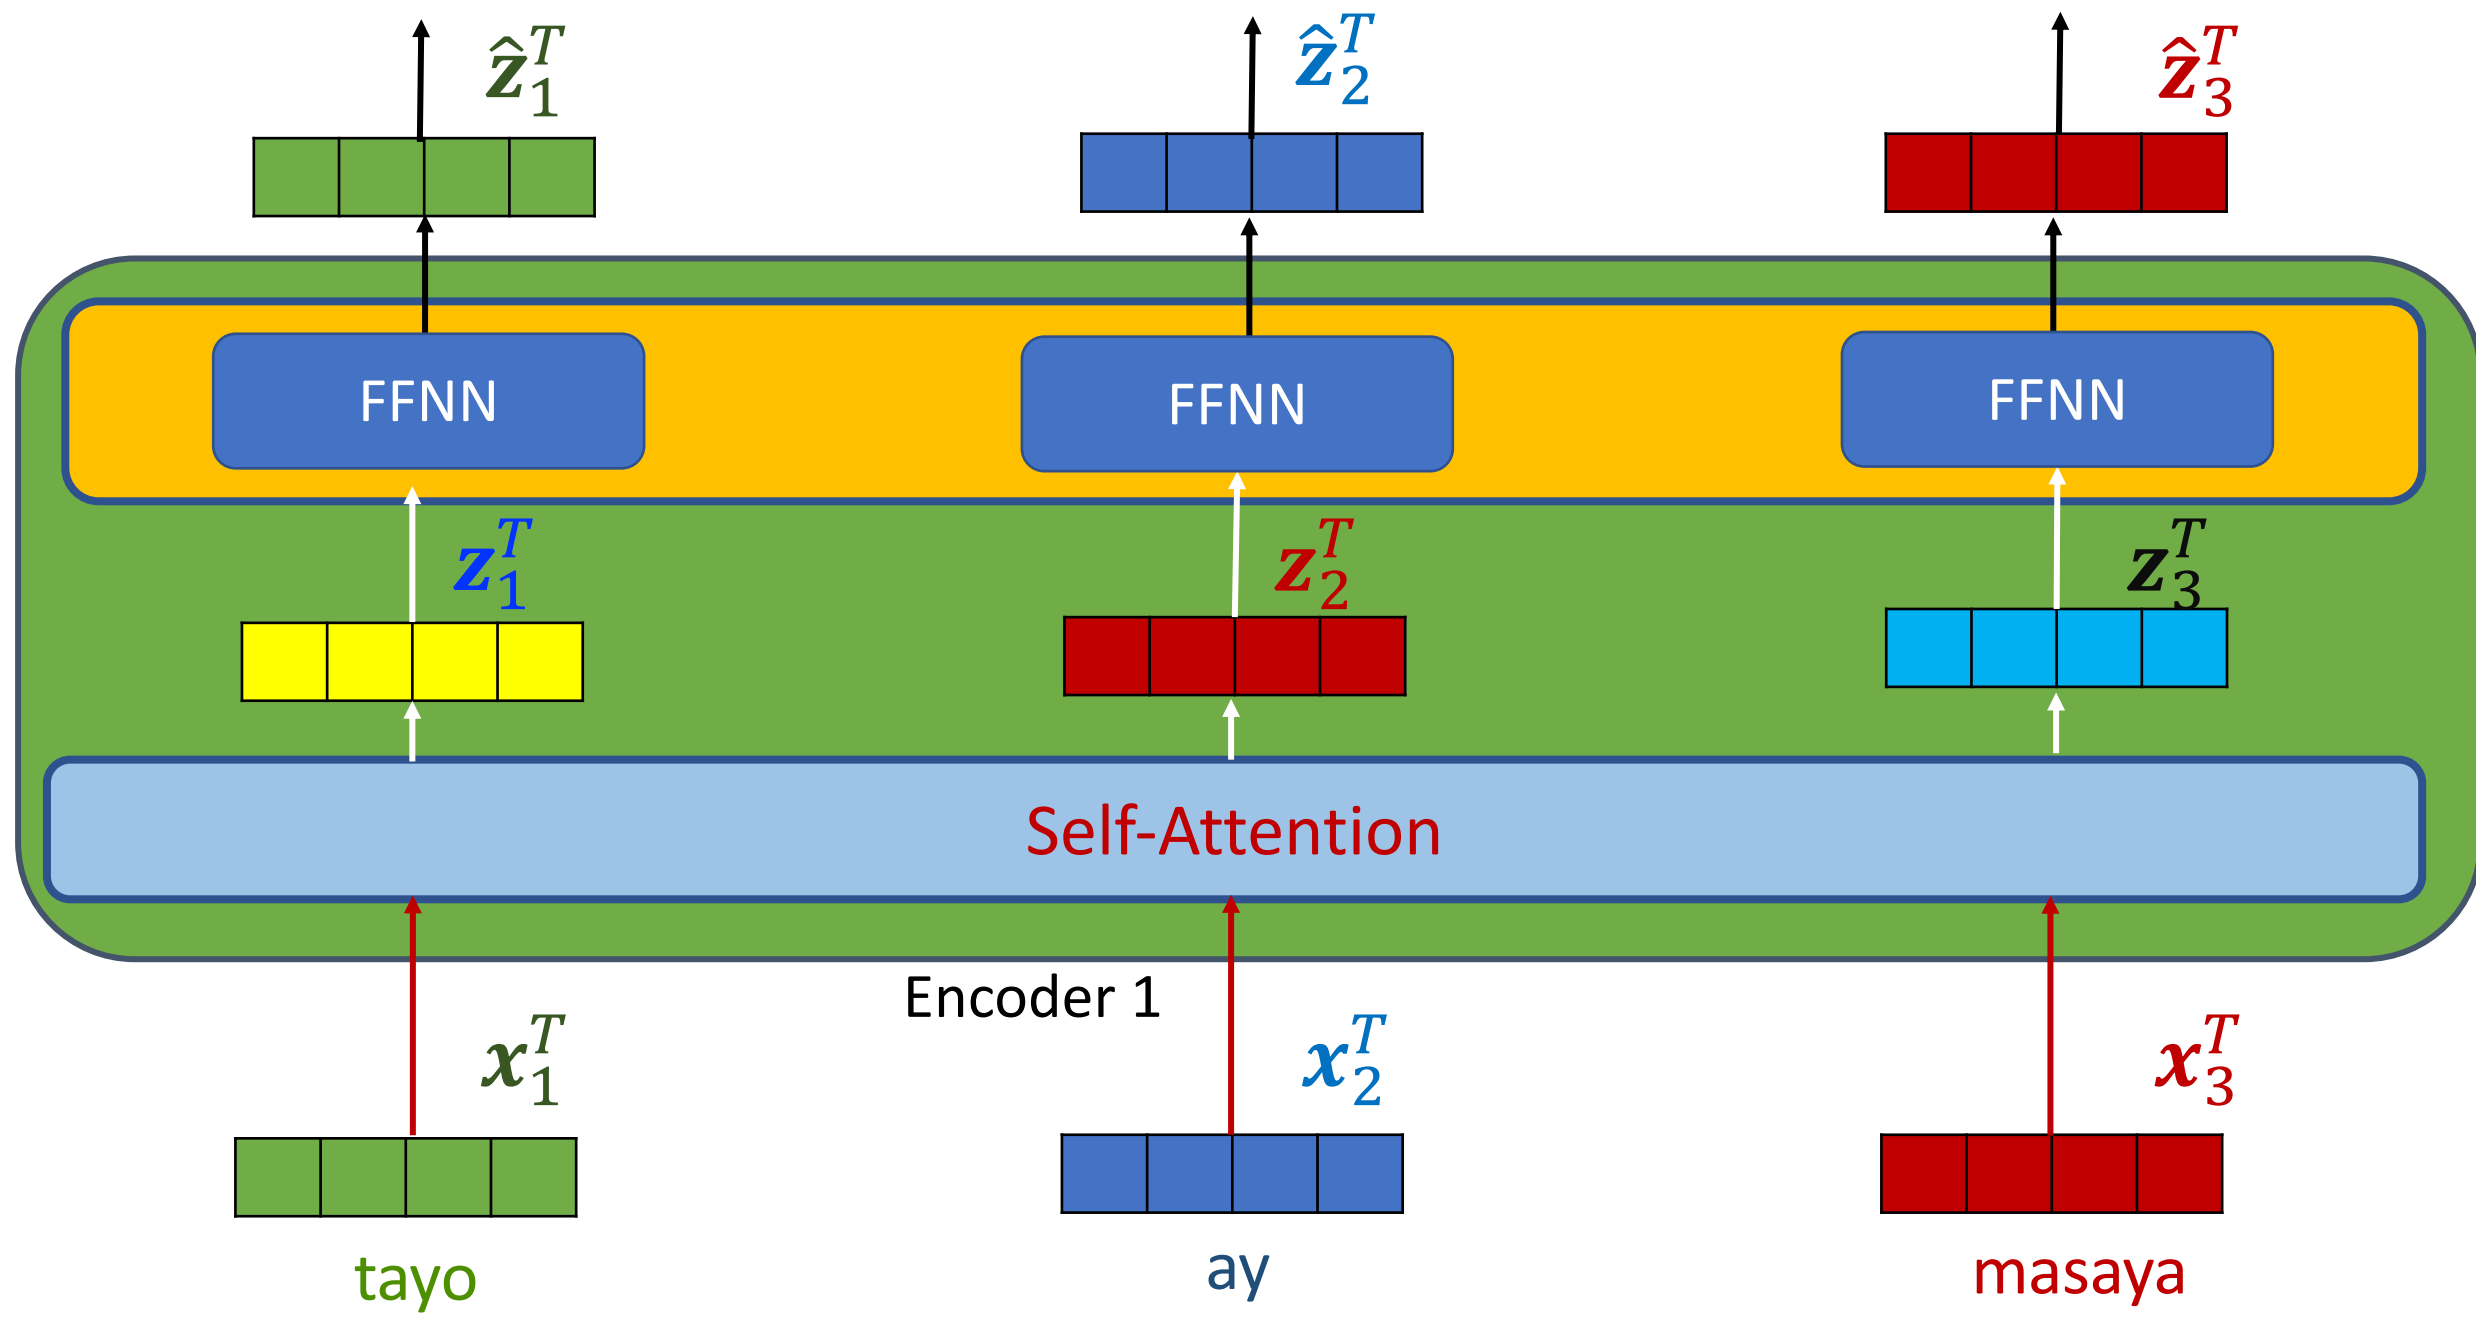 ẑ₁ᵀ ẑ₂ᵀ ẑ₃ᵀ
FFNN FFNN FFNN
z₁ᵀ z₂ᵀ z₃ᵀ
Self-Attention
Encoder 1
x₁ᵀ x₂ᵀ x₃ᵀ
tayo ay masaya